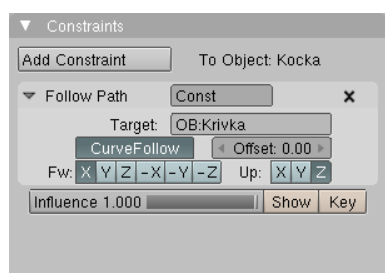 Constraints
Add Constraint To Object: Kocka
Follow Path Const
Target: OB:Krivka
CurveFollow Offset: 0.00
Fw: X Y Z -X -Y -Z Up: X Y Z
Influence 1.000 Show Key